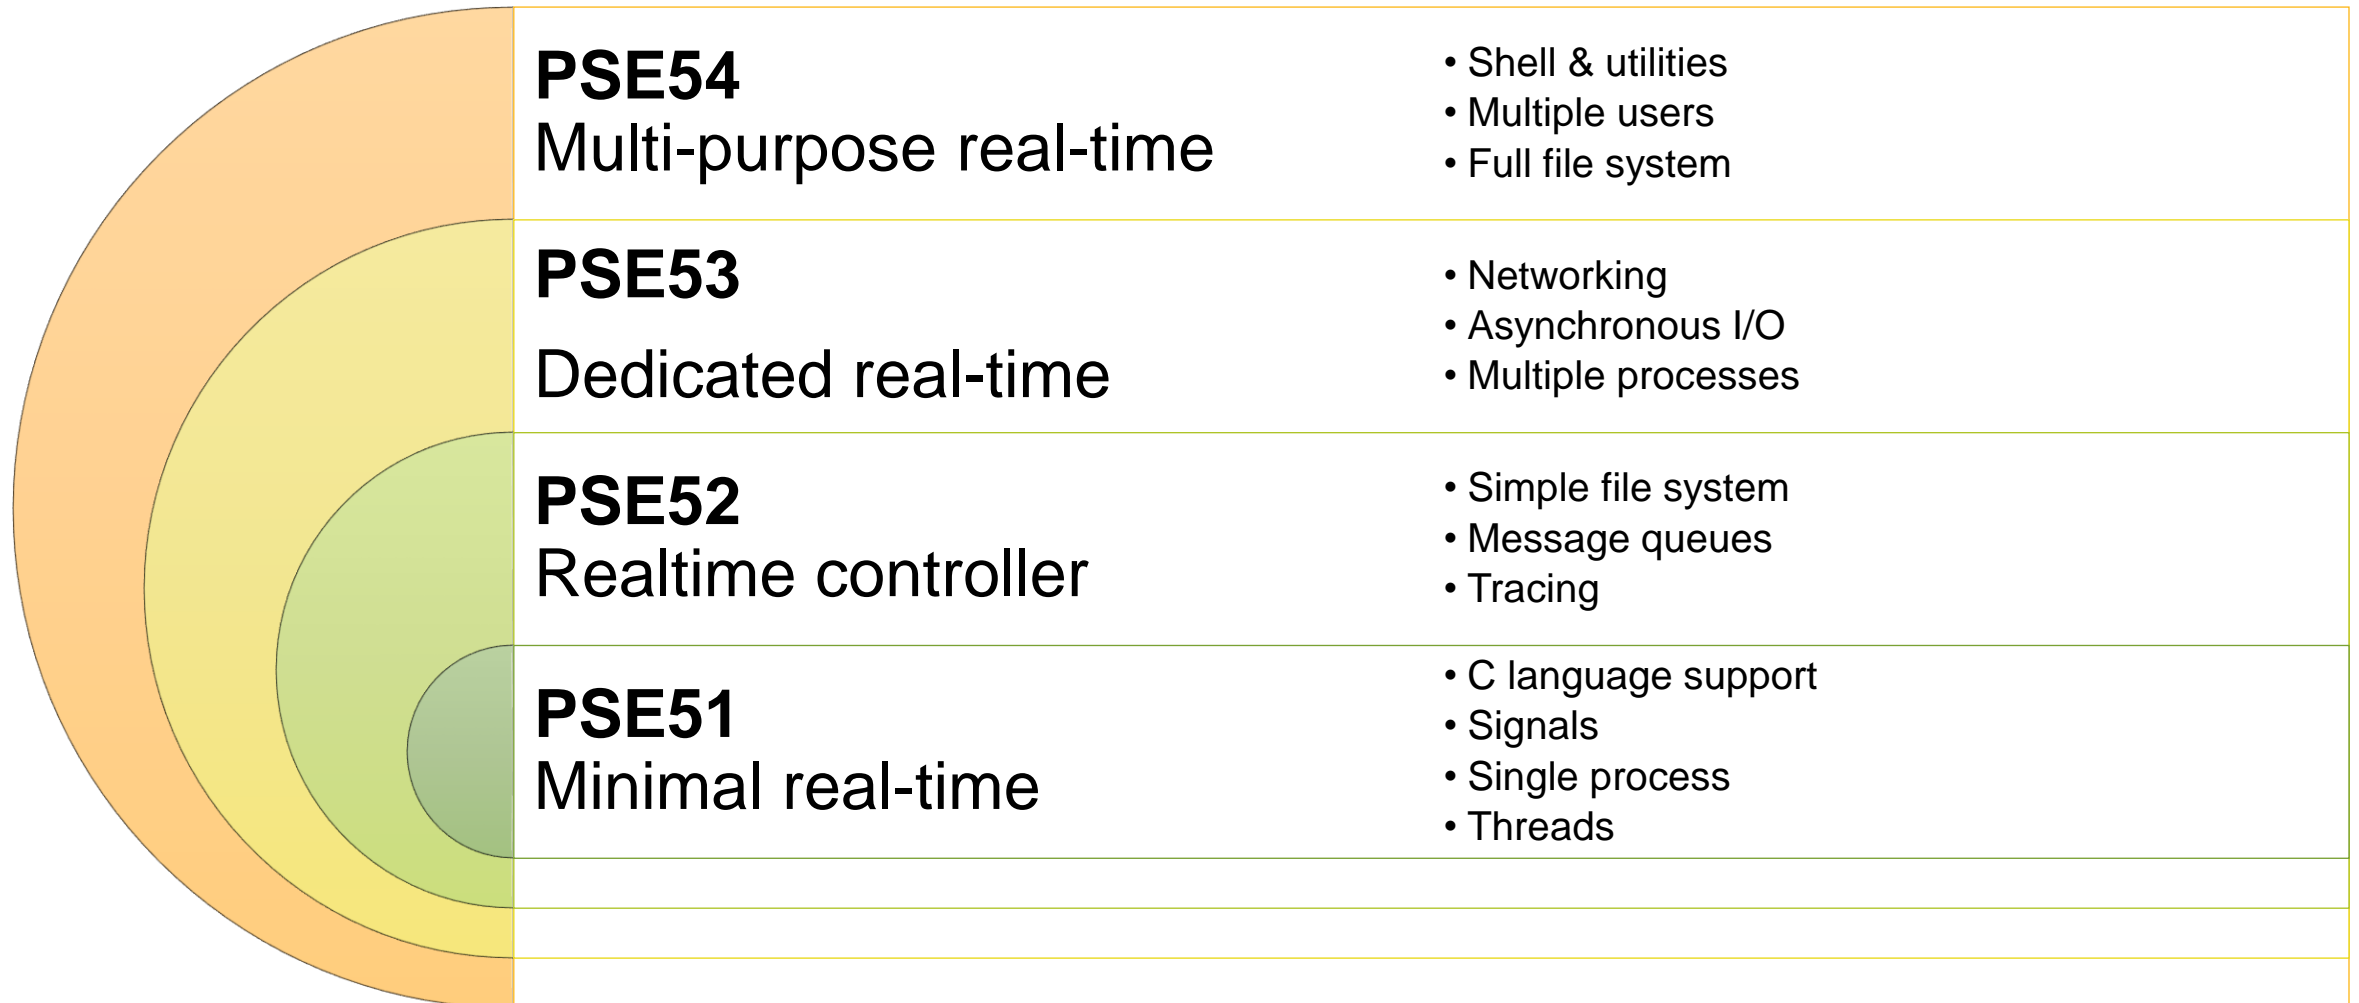 PSE54
Multi-purpose real-time
• Shell & utilities
• Multiple users
• Full file system
PSE53
Dedicated real-time
• Networking
• Asynchronous I/O
• Multiple processes
PSE52
Realtime controller
• Simple file system
• Message queues
• Tracing
PSE51
Minimal real-time
• C language support
• Signals
• Single process
• Threads